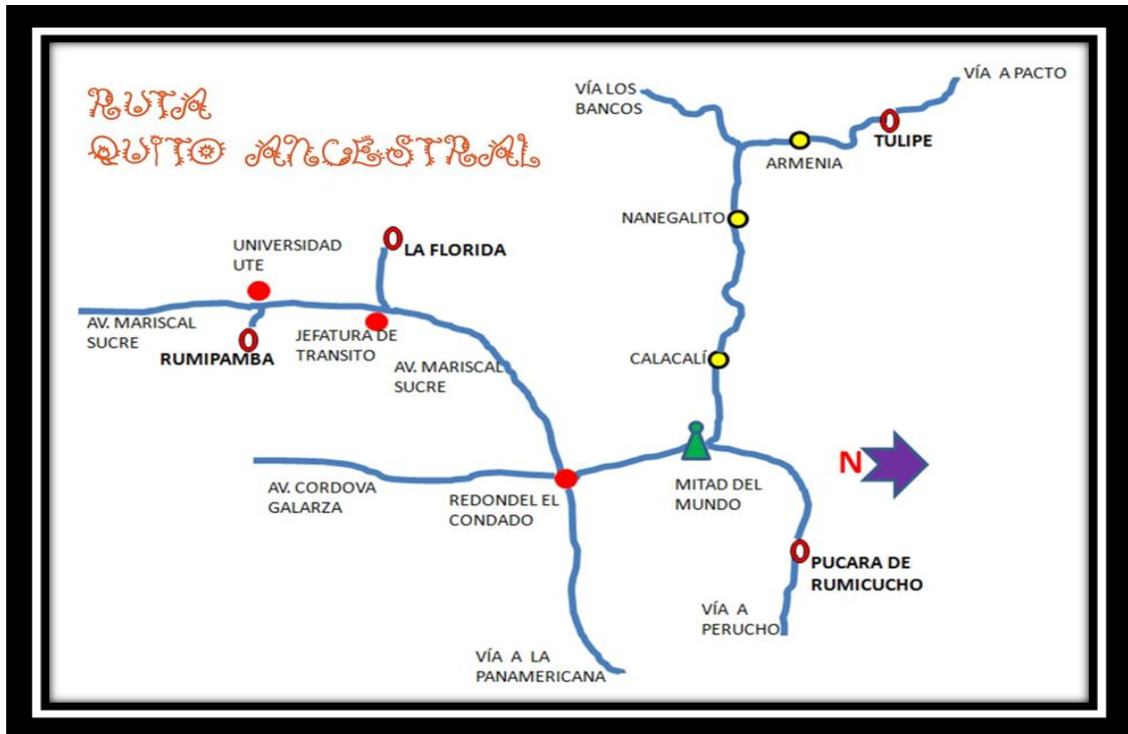 RUTA
QUITO ANCESTRAL
VÍA LOS
BANCOS
VÍA A PACTO
TULIPE
ARMENIA
NANEGALITO
UNIVERSIDAD
UTE
LA FLORIDA
AV. MARISCAL
SUCRE
RUMIPAMBA
JEFATURA DE
TRANSITO
AV. MARISCAL
SUCRE
CALACALÍ
AV. CORDOVA
GALARZA
REDONDEL EL
CONDADO
MITAD DEL
MUNDO
N
PUCARA DE
RUMICUCHO
VÍA A
PERUCHO
VÍA A LA
PANAMERICANA